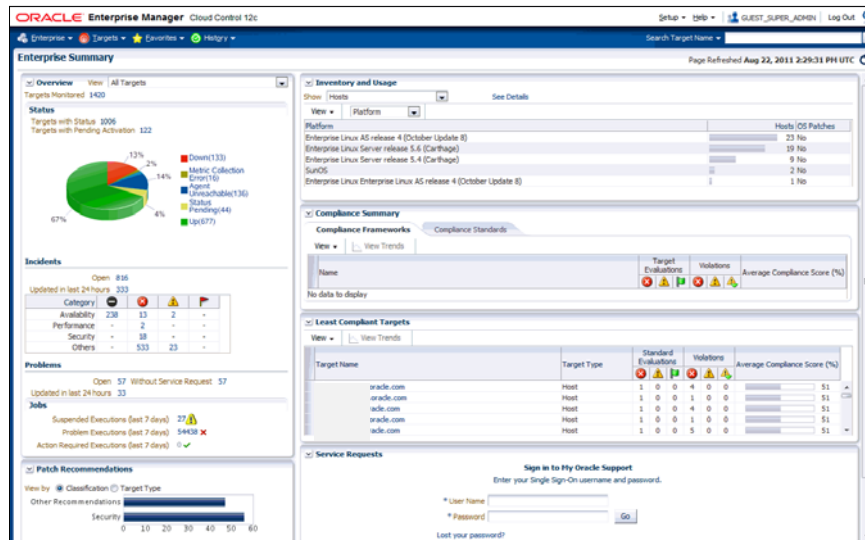 ORACLE Enterprise Manager Cloud Control 12c
Setup Help GUEST_SUPER_ADMIN Log Out
Enterprise Targets Favorites History Search Target Name
Enterprise Summary
Page Refreshed Aug 22, 2011 2:29:31 PM UTC
Overview View All Targets
Targets Monitored 1420
Status
Targets with Status 1006
Targets with Pending Activation 122
13%
2%
14%
4%
67%
Down(133)
Metric Collection
Error(16)
Agent
Unreachable(136)
Status
Pending(44)
Up(677)
Incidents
Open 816
Updated in last 24 hours 333
Category
Availability 238 13 2 -
Performance - 2 - -
Security - 18 - -
Others - 533 23 -
Problems
Open 57 Without Service Request 57
Updated in last 24 hours 33
Jobs
Suspended Executions (last 7 days) 27
Problem Executions (last 7 days) 54438
Action Required Executions (last 7 days) 0
Patch Recommendations
View by Classification Target Type
Other Recommendations
Security
0 10 20 30 40 50 60
Inventory and Usage
Show Hosts See Details
View Platform
Platform Hosts OS Patches
Enterprise Linux AS release 4 (October Update 8) 23 No
Enterprise Linux Server release 5.6 (Carthage) 19 No
Enterprise Linux Server release 5.4 (Carthage) 9 No
SunOS 2 No
Enterprise Linux Enterprise Linux AS release 4 (October Update 8) 1 No
Compliance Summary
Compliance Frameworks Compliance Standards
View View Trends
Name Target Evaluations Violations Average Compliance Score (%)
No data to display
Least Compliant Targets
View View Trends
Target Name Target Type Standard Evaluations Violations Average Compliance Score (%)
oracle.com Host 1 0 0 4 0 0 51
.oracle.com Host 1 0 0 1 0 0 51
racle.com Host 1 0 0 4 0 0 51
oracle.com Host 1 0 0 1 0 0 51
racle.com Host 1 0 0 5 0 0 51
Service Requests
Sign in to My Oracle Support
Enter your Single Sign-On username and password.
* User Name
* Password Go
Lost your password?